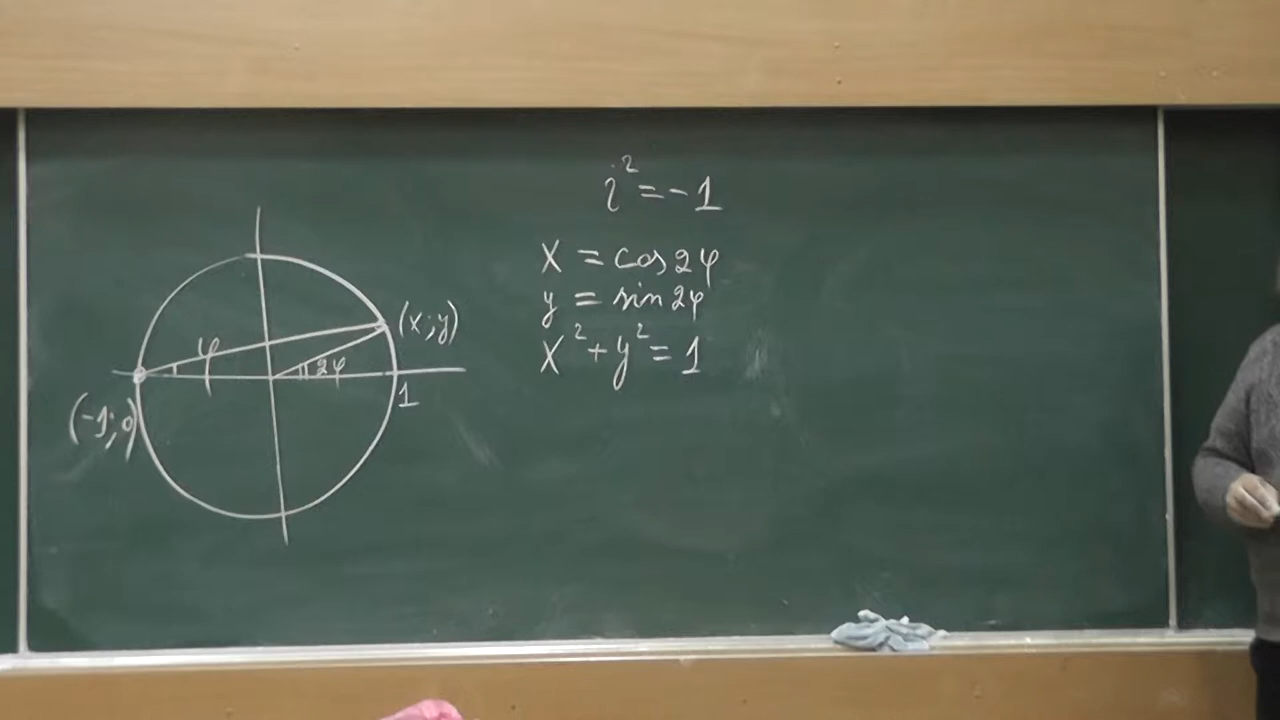 i² = -1
x = cos 2φ
y = sin 2φ
x² + y² = 1
φ
(x; y)
2φ
1
(-1; 0)